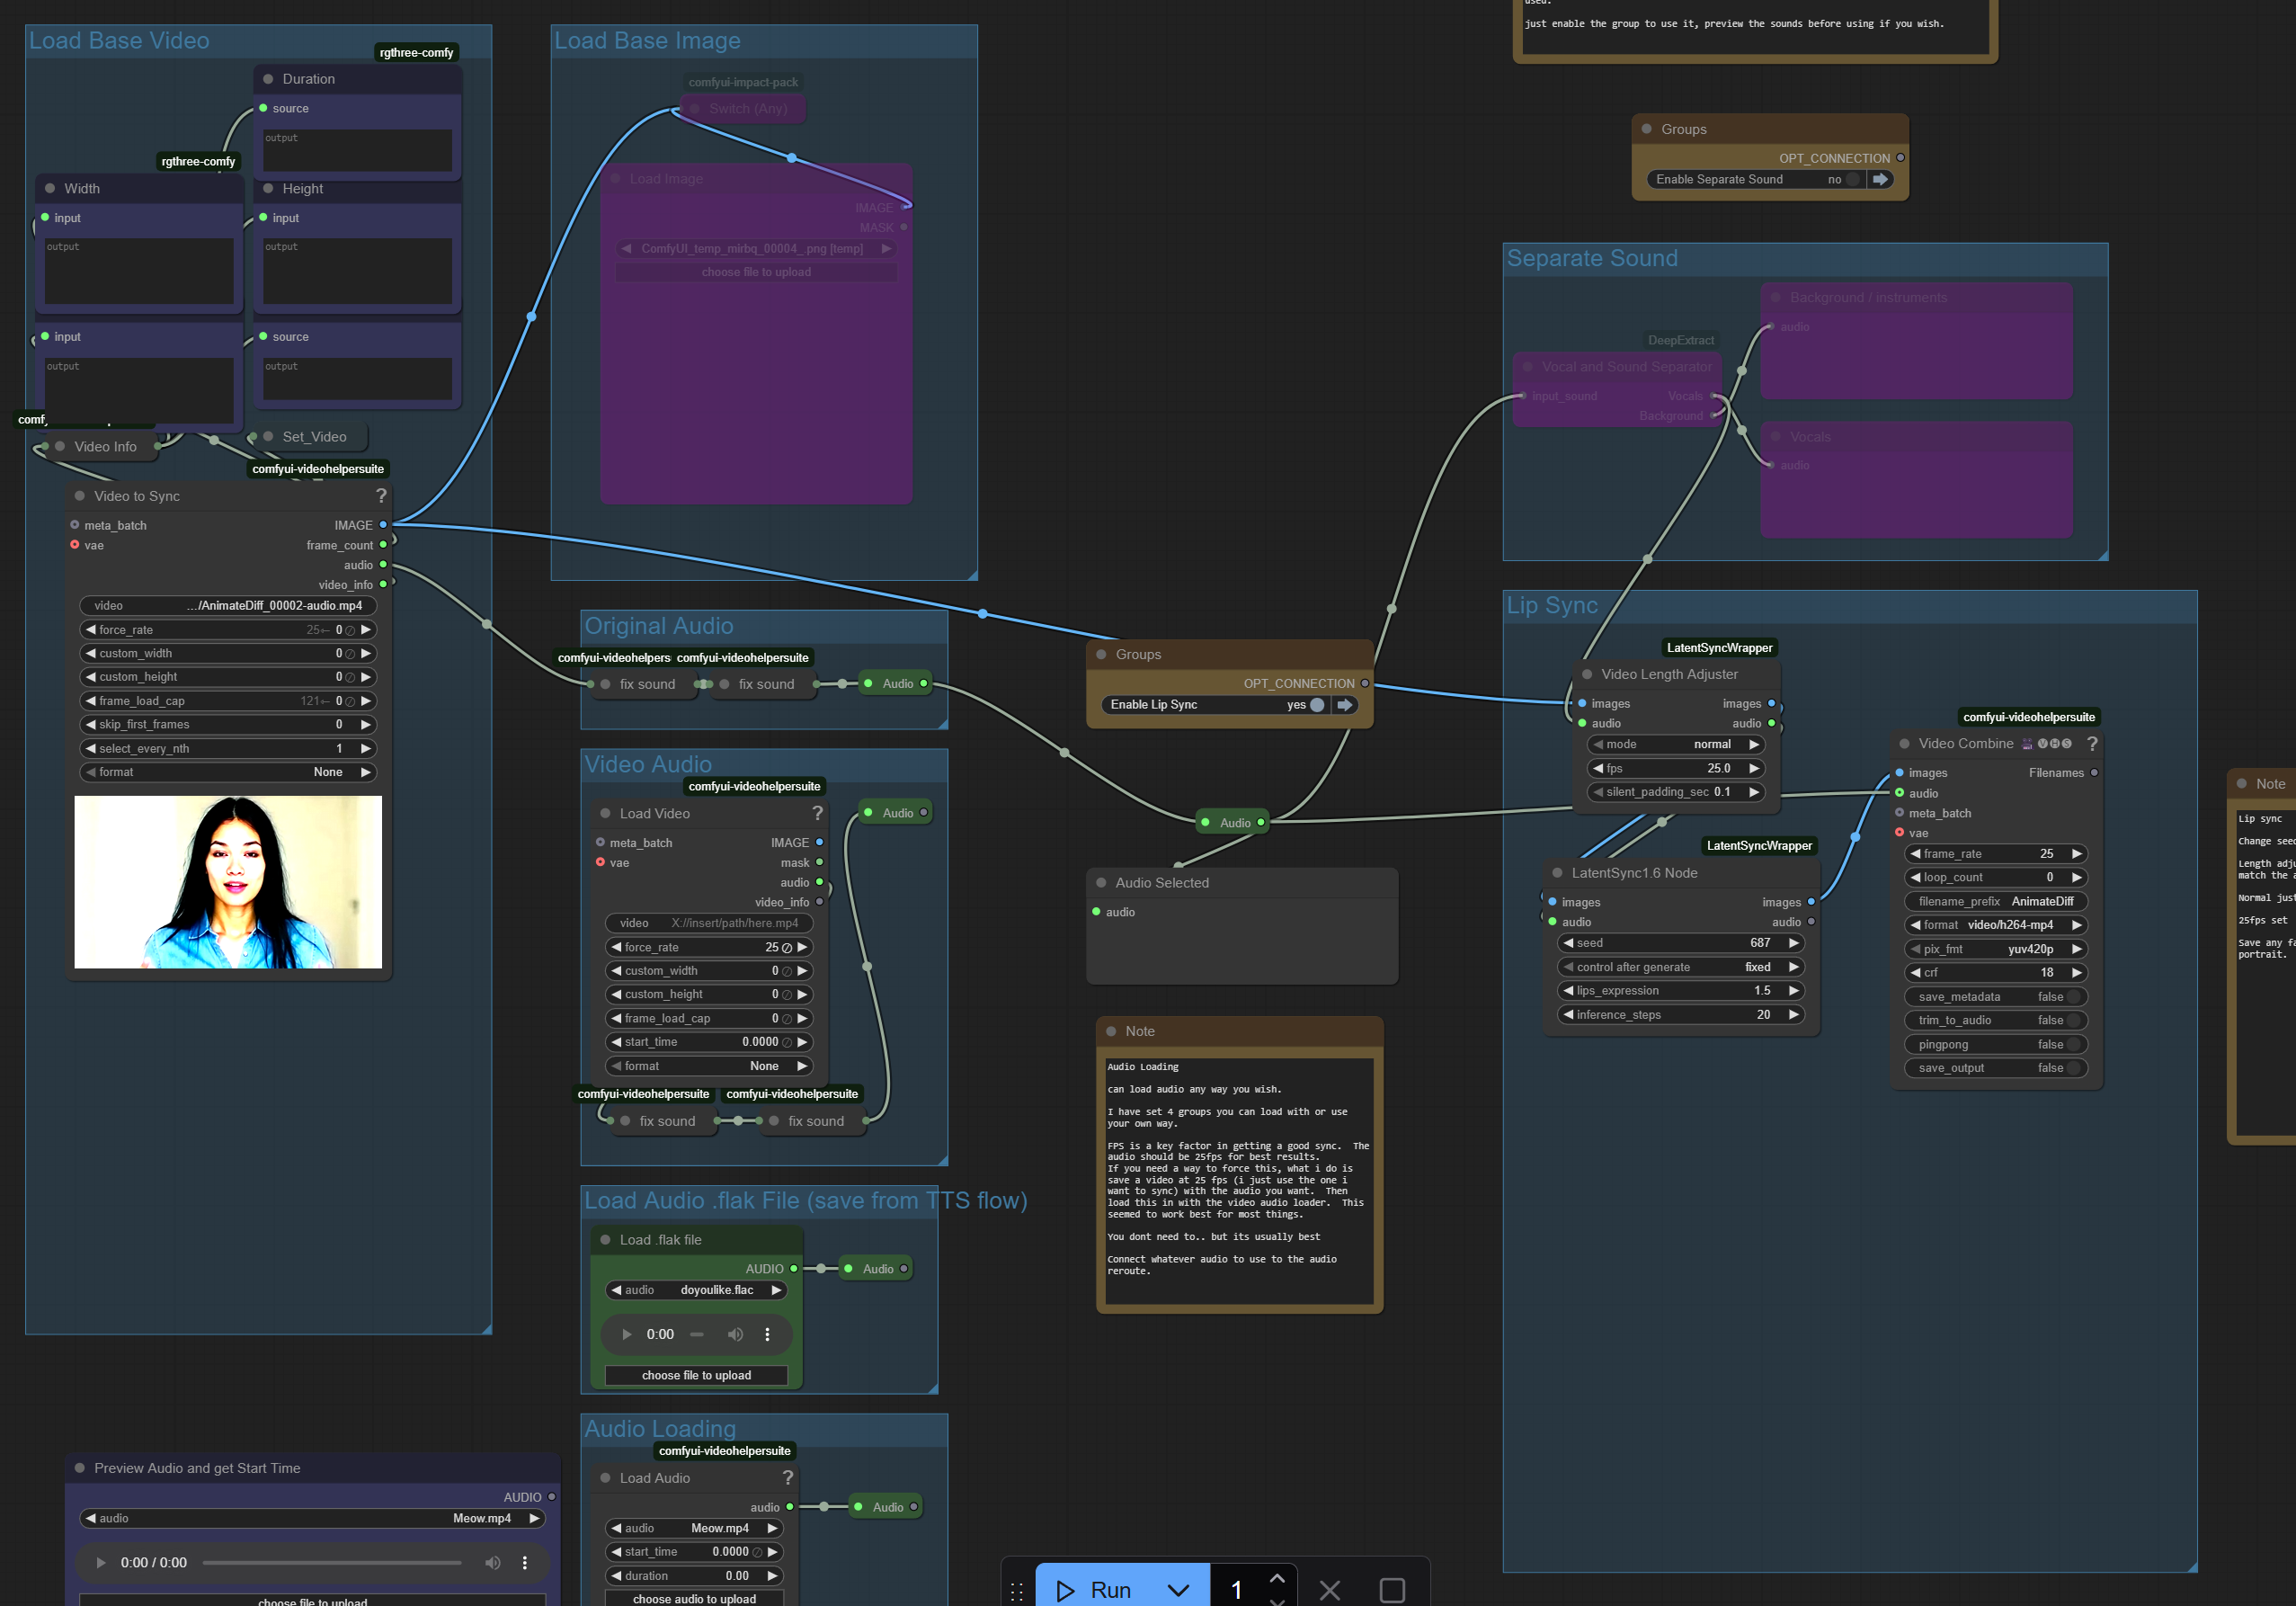 Load Base Video
rgthree-comfy
Duration
source
output
rgthree-comfy
Width
Height
input
input
output
output
input
source
output
output
Video Info
Set_Video
comfyui-videohelpersuite
Video to Sync
?
meta_batch
IMAGE
vae
frame_count
audio
video_info
video
.../AnimateDiff_00002-audio.mp4
force_rate
25← 0
custom_width
0
custom_height
0
frame_load_cap
121← 0
skip_first_frames
0
select_every_nth
1
format
None
Load Base Image
comfyui-impact-pack
Switch (Any)
Load Image
IMAGE
MASK
ComfyUI_temp_mirbq_00004_.png [temp]
choose file to upload
Original Audio
comfyui-videohelpers
comfyui-videohelpersuite
fix sound
fix sound
Audio
Video Audio
comfyui-videohelpersuite
Load Video
?
Audio
meta_batch
IMAGE
vae
mask
audio
video_info
video
X://insert/path/here.mp4
force_rate
25
custom_width
0
custom_height
0
frame_load_cap
0
start_time
0.0000
format
None
comfyui-videohelpersuite
comfyui-videohelpersuite
fix sound
fix sound
Load Audio .flak File (save from TTS flow)
Load .flak file
AUDIO
Audio
audio
doyoulike.flac
0:00
choose file to upload
Audio Loading
comfyui-videohelpersuite
Load Audio
?
audio
Audio
audio
Meow.mp4
start_time
0.0000
duration
0.00
choose audio to upload
Preview Audio and get Start Time
AUDIO
audio
Meow.mp4
0:00 / 0:00
choose file to upload
Groups
OPT_CONNECTION
Enable Lip Sync
yes
Audio
Audio Selected
audio
Note
Audio Loading
can load audio any way you wish.
I have set 4 groups you can load with or use
your own way.
FPS is a key factor in getting a good sync.  The
audio should be 25fps for best results.
If you need a way to force this, what i do is
save a video at 25 fps (i just use the one i
want to sync) with the audio you want.  Then
load this in with the video audio loader.  This
seemed to work best for most things.
You dont need to.. but its usually best
Connect whatever audio to use to the audio
reroute.
Run
1
used.
just enable the group to use it, preview the sounds before using if you wish.
Groups
OPT_CONNECTION
Enable Separate Sound
no
Separate Sound
Background / instruments
audio
DeepExtract
Vocal and Sound Separator
input_sound
Vocals
Background
Vocals
audio
Lip Sync
LatentSyncWrapper
Video Length Adjuster
images
images
audio
audio
mode
normal
fps
25.0
silent_padding_sec
0.1
LatentSyncWrapper
LatentSync1.6 Node
images
images
audio
audio
seed
687
control after generate
fixed
lips_expression
1.5
inference_steps
20
comfyui-videohelpersuite
Video Combine
VHS
?
images
Filenames
audio
meta_batch
vae
frame_rate
25
loop_count
0
filename_prefix
AnimateDiff
format
video/h264-mp4
pix_fmt
yuv420p
crf
18
save_metadata
false
trim_to_audio
false
pingpong
false
save_output
false
Note
Lip sync
Change seed
Length adju
match the a
Normal just
25fps set
Save any fa
portrait.